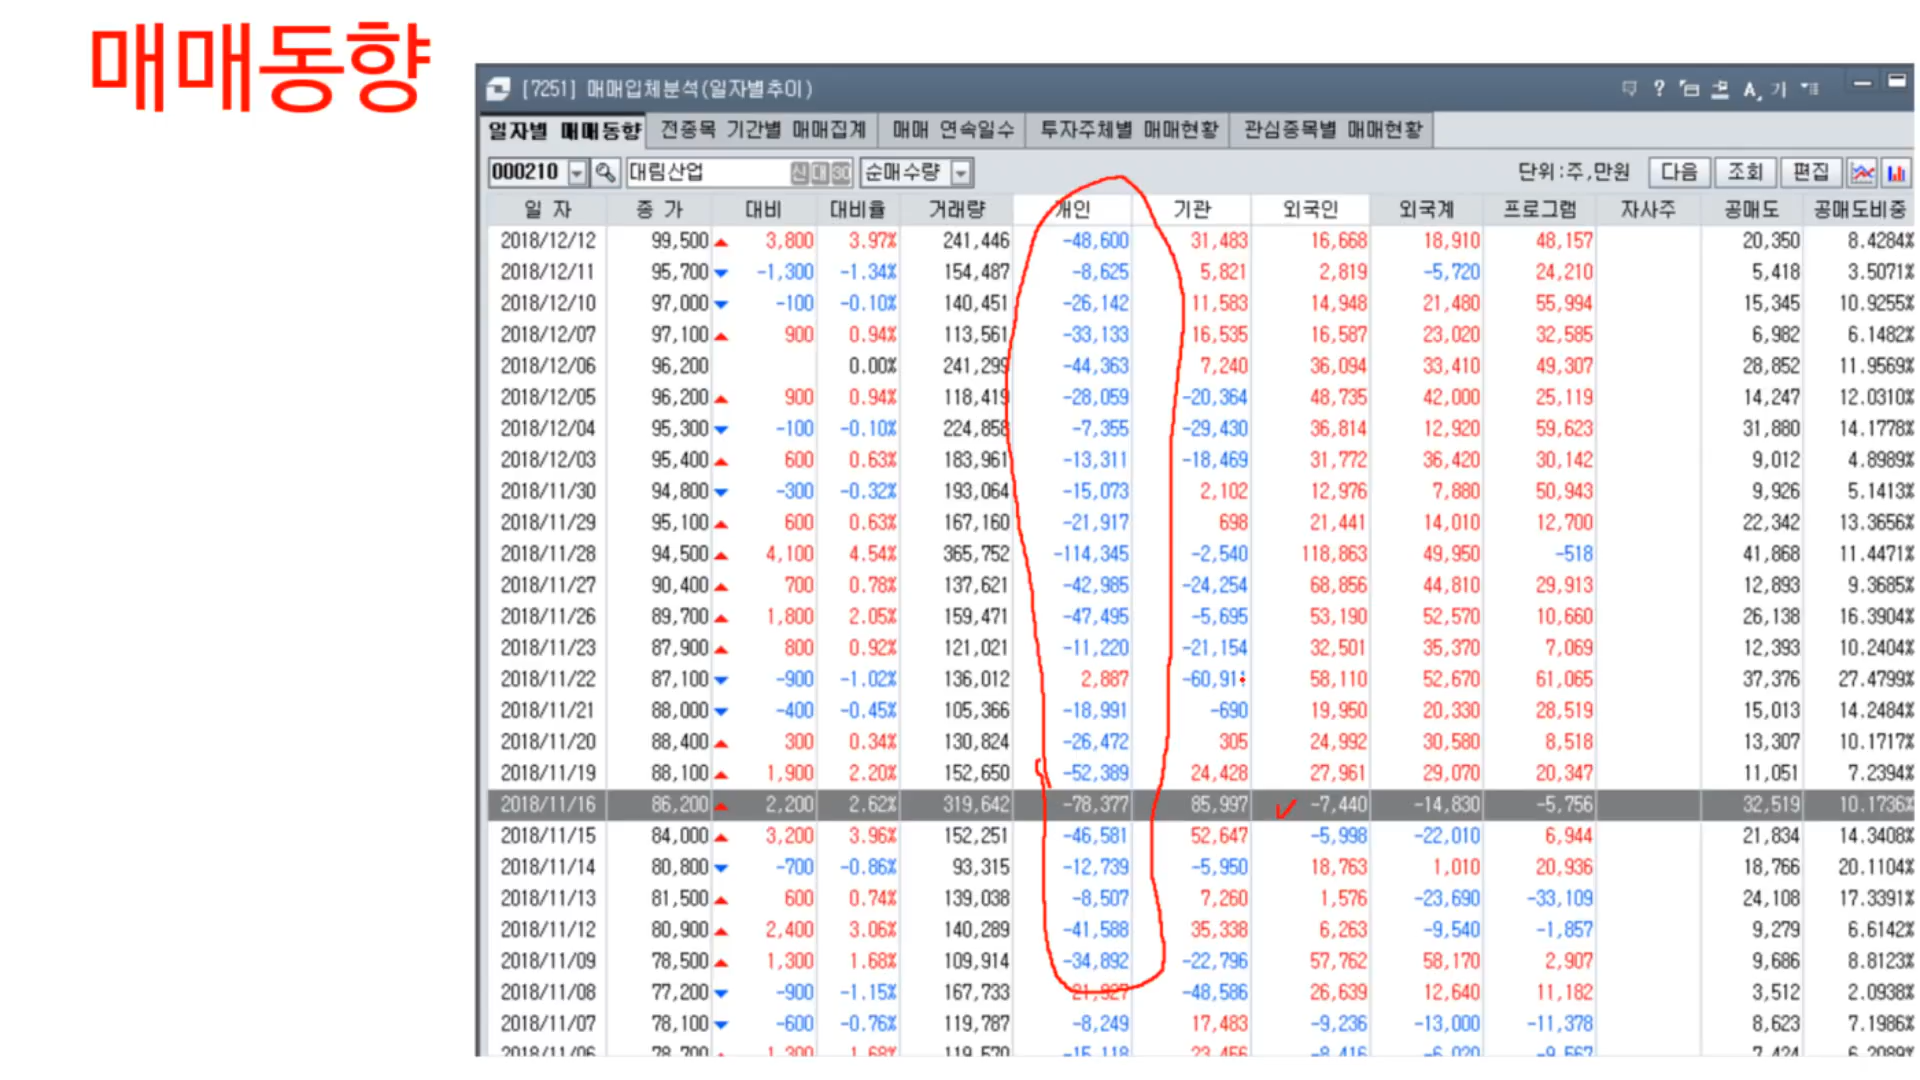 매매동향
[7251] 매매입체분석(일자별추이)
일자별 매매동향 전종목 기간별 매매집계 매매 연속일수 투자주체별 매매현황 관심종목별 매매현황
000210 대림산업 신 대 30 순매수량 단위:주,만원 다음 조회 편집
일 자 종 가 대비 대비율 거래량 개인 기관 외국인 외국계 프로그램 자사주 공매도 공매도비중
2018/12/12 99,500 ▲ 3,800 3.97% 241,446 -48,600 31,483 16,668 18,910 48,157 20,350 8.4284%
2018/12/11 95,700 ▼ -1,300 -1.34% 154,487 -8,625 5,821 2,819 -5,720 24,210 5,418 3.5071%
2018/12/10 97,000 ▼ -100 -0.10% 140,451 -26,142 11,583 14,948 21,480 55,994 15,345 10.9255%
2018/12/07 97,100 ▲ 900 0.94% 113,561 -33,133 16,535 16,587 23,020 32,585 6,982 6.1482%
2018/12/06 96,200 0.00% 241,299 -44,363 7,240 36,094 33,410 49,307 28,852 11.9569%
2018/12/05 96,200 ▲ 900 0.94% 118,419 -28,059 -20,364 48,735 42,000 25,119 14,247 12.0310%
2018/12/04 95,300 ▼ -100 -0.10% 224,858 -7,355 -29,430 36,814 12,920 59,623 31,880 14.1778%
2018/12/03 95,400 ▲ 600 0.63% 183,961 -13,311 -18,469 31,772 36,420 30,142 9,012 4.8989%
2018/11/30 94,800 ▼ -300 -0.32% 193,064 -15,073 2,102 12,976 7,880 50,943 9,926 5.1413%
2018/11/29 95,100 ▲ 600 0.63% 167,160 -21,917 698 21,441 14,010 12,700 22,342 13.3656%
2018/11/28 94,500 ▲ 4,100 4.54% 365,752 -114,345 -2,540 118,863 49,950 -518 41,868 11.4471%
2018/11/27 90,400 ▲ 700 0.78% 137,621 -42,985 -24,254 68,856 44,810 29,913 12,893 9.3685%
2018/11/26 89,700 ▲ 1,800 2.05% 159,471 -47,495 -5,695 53,190 52,570 10,660 26,138 16.3904%
2018/11/23 87,900 ▲ 800 0.92% 121,021 -11,220 -21,154 32,501 35,370 7,069 12,393 10.2404%
2018/11/22 87,100 ▼ -900 -1.02% 136,012 2,887 58,110 52,670 61,065 37,376 27.4799%
2018/11/21 88,000 ▼ -400 -0.45% 105,366 -18,991 -690 19,950 20,330 28,519 15,013 14.2484%
2018/11/20 88,400 ▲ 300 0.34% 130,824 -26,472 305 24,992 30,580 8,518 13,307 10.1717%
2018/11/19 88,100 ▲ 1,900 2.20% 152,650 -52,389 24,428 27,961 29,070 20,347 11,051 7.2394%
2018/11/16 86,200 ▲ 2,200 2.62% 319,642 -78,377 85,997 -7,440 -14,830 -5,756 32,519 10.1736%
2018/11/15 84,000 ▲ 3,200 3.96% 152,251 -46,581 52,647 -5,998 -22,010 6,944 21,834 14.3408%
2018/11/14 80,800 ▼ -700 -0.86% 93,315 -12,739 -5,950 18,763 1,010 20,936 18,766 20.1104%
2018/11/13 81,500 ▲ 600 0.74% 139,038 -8,507 7,260 1,576 -23,690 -33,109 24,108 17.3391%
2018/11/12 80,900 ▲ 2,400 3.06% 140,289 -41,588 35,338 6,263 -9,540 -1,857 9,279 6.6142%
2018/11/09 78,500 ▲ 1,300 1.68% 109,914 -34,892 -22,796 57,762 58,170 2,907 9,686 8.8123%
2018/11/08 77,200 ▼ -900 -1.15% 167,733 21,927 -48,586 26,639 12,640 11,182 3,512 2.0938%
2018/11/07 78,100 ▼ -600 -0.76% 119,787 -8,249 17,483 -9,236 -13,000 -11,378 8,623 7.1986%
2018/11/06 78,700 ▲ 1,300 1.68% 119,570 -15,118 23,456 -8,416 -6,020 -9,567 7,424 6.2089%